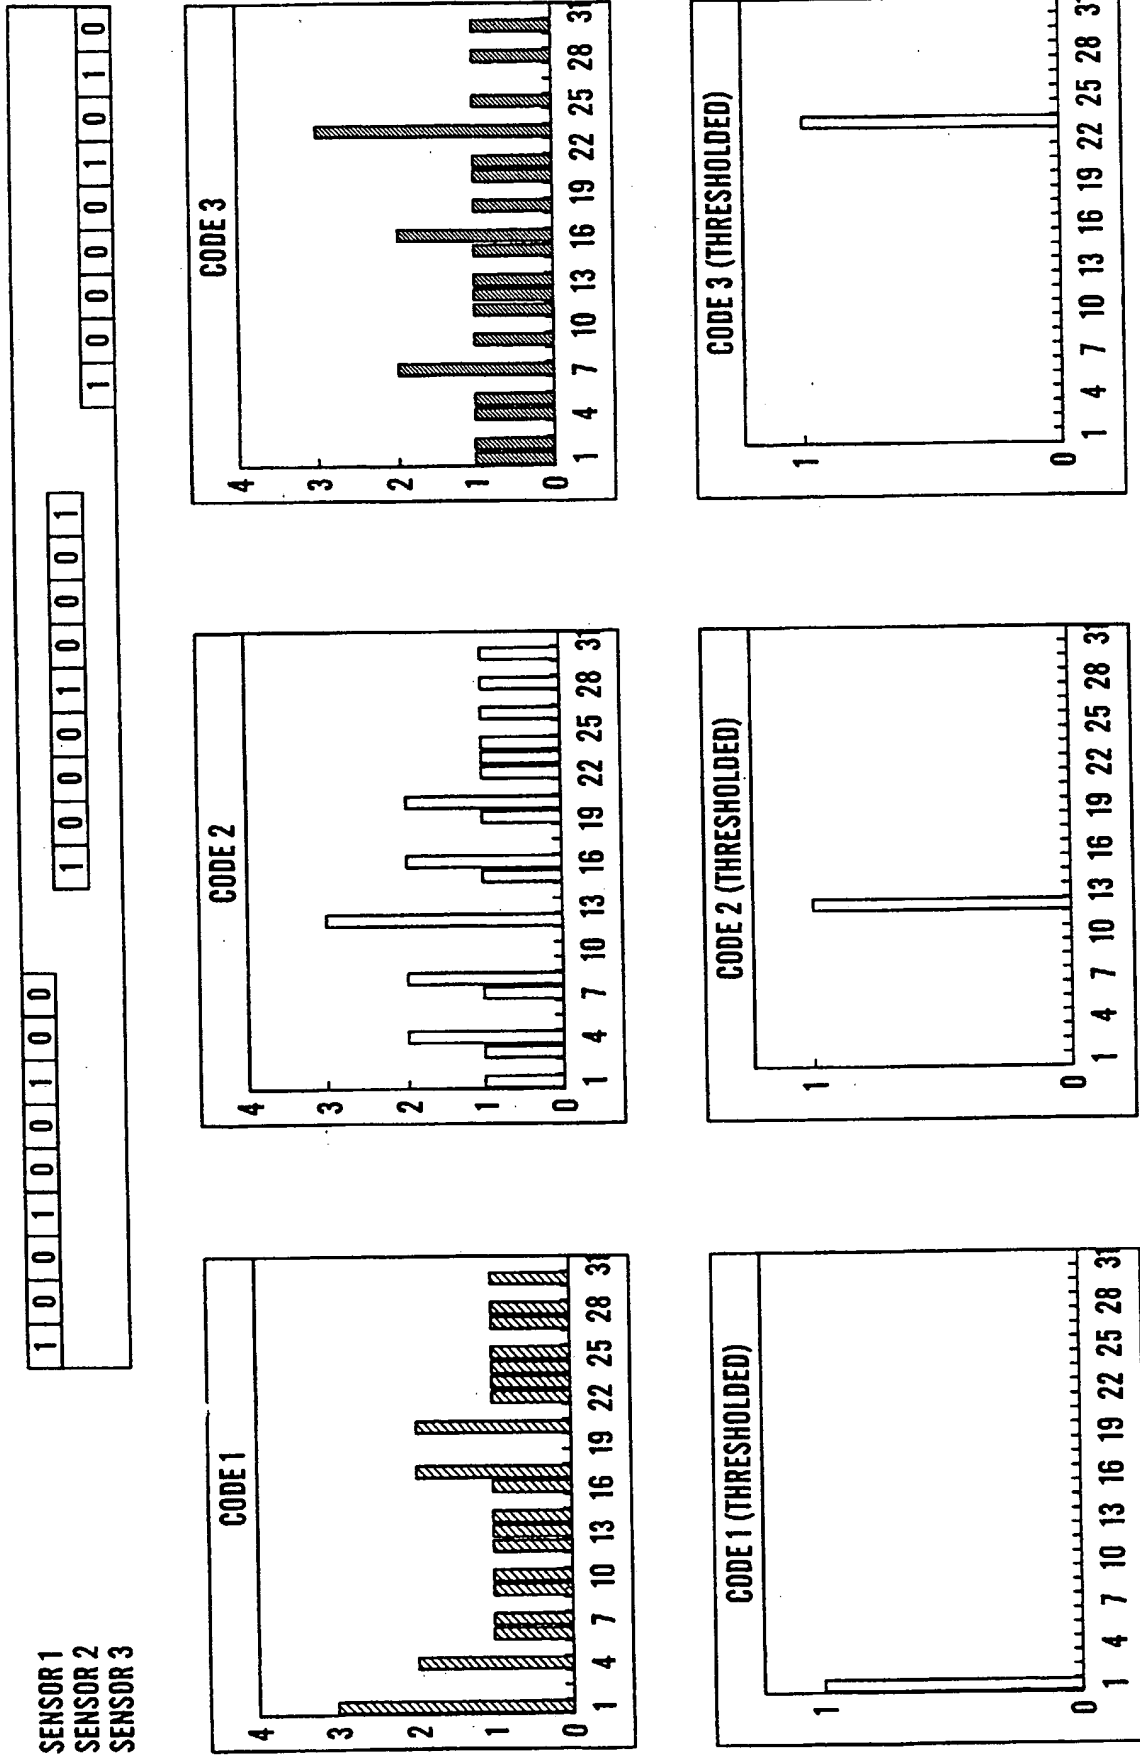 SENSOR 1 1 0 0 1 0 0 1 0 0
SENSOR 2 1 0 0 0 1 0 0 0 1
SENSOR 3 1 0 0 0 0 1 0 1 0
CODE 1
4
3
2
1
0
1 4 7 10 13 16 19 22 25 28 31
CODE 2
4
3
2
1
0
1 4 7 10 13 16 19 22 25 28 31
CODE 3
4
3
2
1
0
1 4 7 10 13 16 19 22 25 28 31
CODE 1 (THRESHOLDED)
1
0
1 4 7 10 13 16 19 22 25 28 31
CODE 2 (THRESHOLDED)
1
0
1 4 7 10 13 16 19 22 25 28 31
CODE 3 (THRESHOLDED)
1
0
1 4 7 10 13 16 19 22 25 28 31